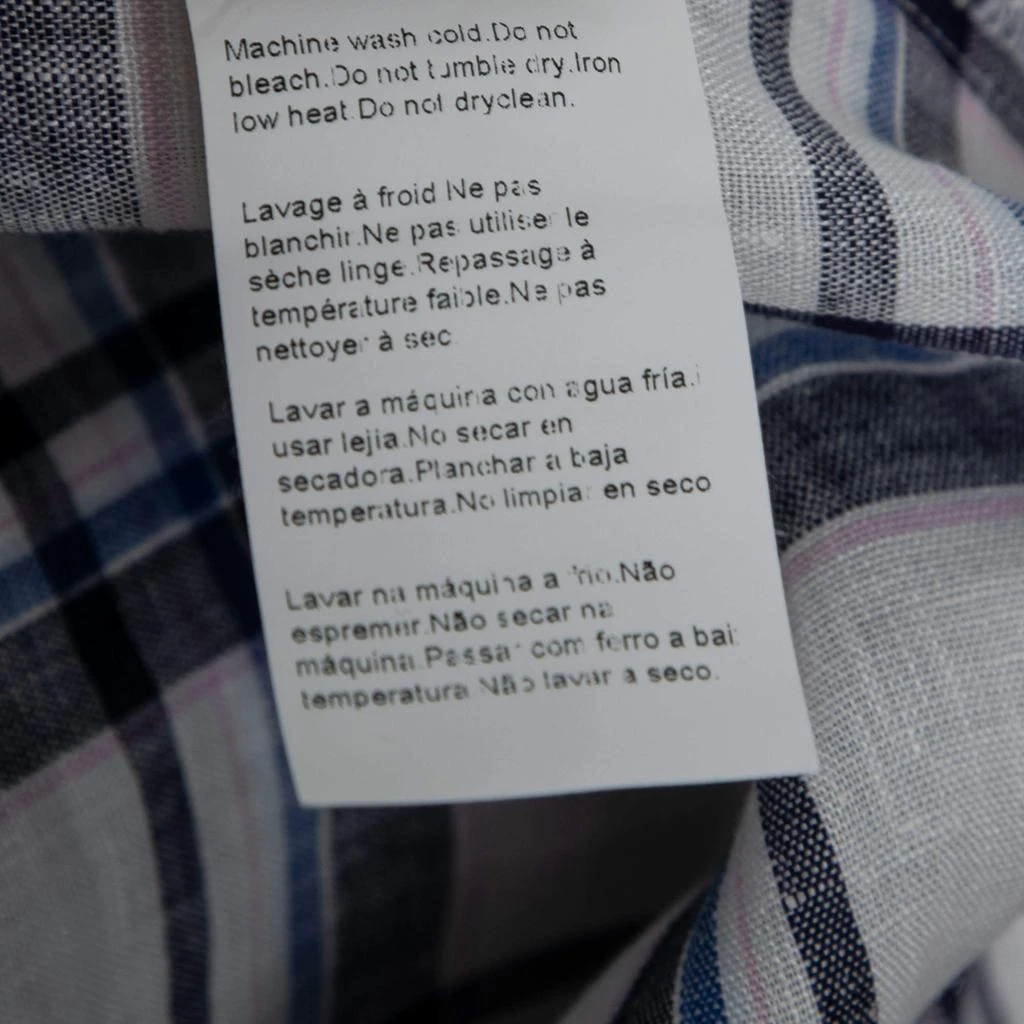 Machine wash cold.Do not
bleach.Do not tumble dry.Iron
low heat.Do not dryclean.
Lavage à froid.Ne pas
blanchir.Ne pas utiliser le
sèche linge.Repassage à
température faible.Ne pas
nettoyer à sec.
Lavar a máquina con agua fría.
usar lejía.No secar en
secadora.Planchar a baja
temperatura.No limpiar en seco
Lavar na máquina a frio.Não
espremer.Não secar na
máquina.Passar com ferro a
temperatura.Não lavar a seco.